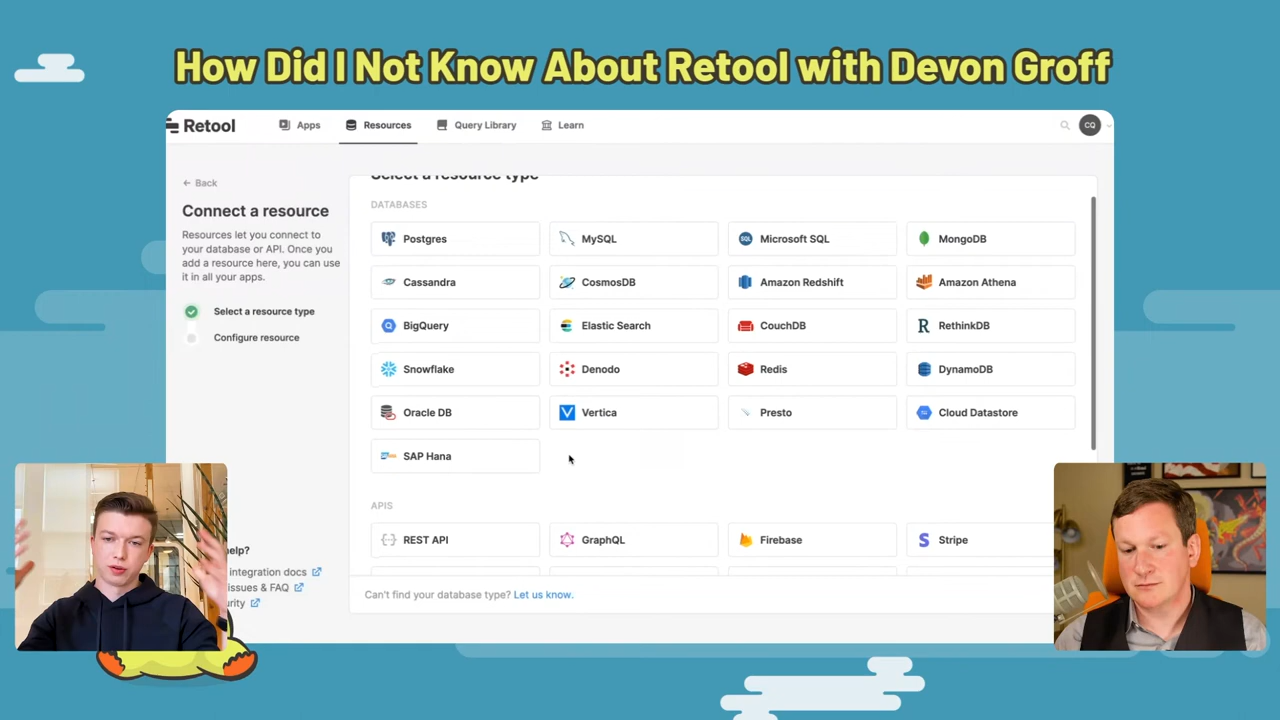 How Did I Not Know About Retool with Devon Groff
Retool
Apps
Resources
Query Library
Learn
CQ
← Back
Connect a resource
Resources let you connect to
your database or API. Once you
add a resource here, you can use
it in all your apps.
Select a resource type
Configure resource
help?
integration docs
issues & FAQ
urity
Select a resource type
DATABASES
Postgres
MySQL
Microsoft SQL
MongoDB
Cassandra
CosmosDB
Amazon Redshift
Amazon Athena
BigQuery
Elastic Search
CouchDB
RethinkDB
Snowflake
Denodo
Redis
DynamoDB
Oracle DB
Vertica
Presto
Cloud Datastore
SAP Hana
APIS
REST API
GraphQL
Firebase
Stripe
Can't find your database type? Let us know.